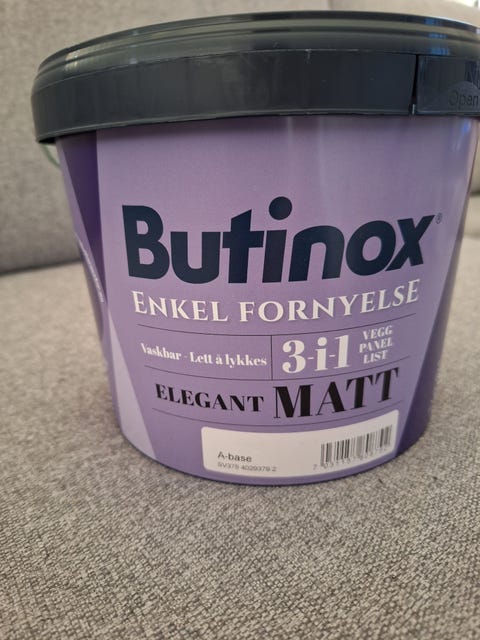 Open
Butinox®
ENKEL FORNYELSE
Vaskbar - Lett å lykkes
3-i-1
VEGG
PANEL
LIST
ELEGANT MATT
A-base